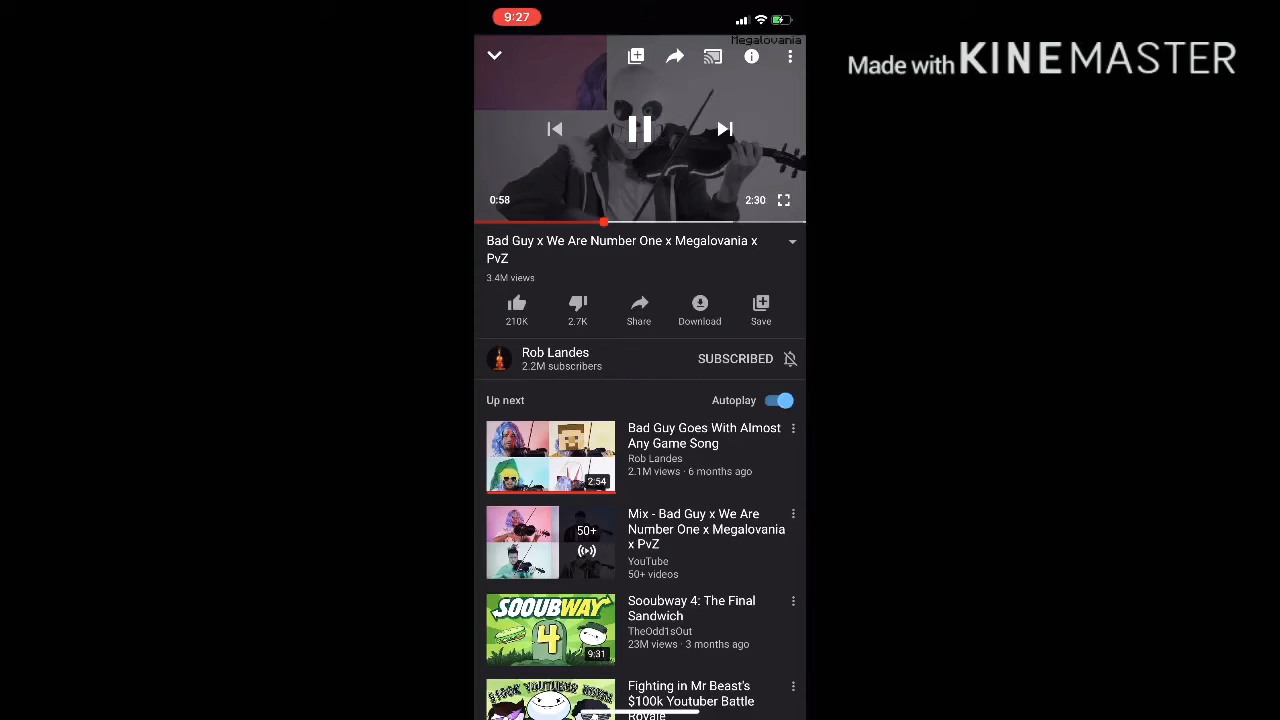 9:27
Made with KINEMASTER
Megalovania
0:58
2:30
Bad Guy x We Are Number One x Megalovania x
PvZ
3.4M views
210K
2.7K
Share
Download
Save
Rob Landes
2.2M subscribers
SUBSCRIBED
Up next
Autoplay
2:54
Bad Guy Goes With Almost
Any Game Song
Rob Landes
2.1M views · 6 months ago
50+
Mix - Bad Guy x We Are
Number One x Megalovania
x PvZ
YouTube
50+ videos
SOOUBWAY
4
9:31
Sooubway 4: The Final
Sandwich
TheOdd1sOut
23M views · 3 months ago
Fighting in Mr Beast's
$100k Youtuber Battle
Royale